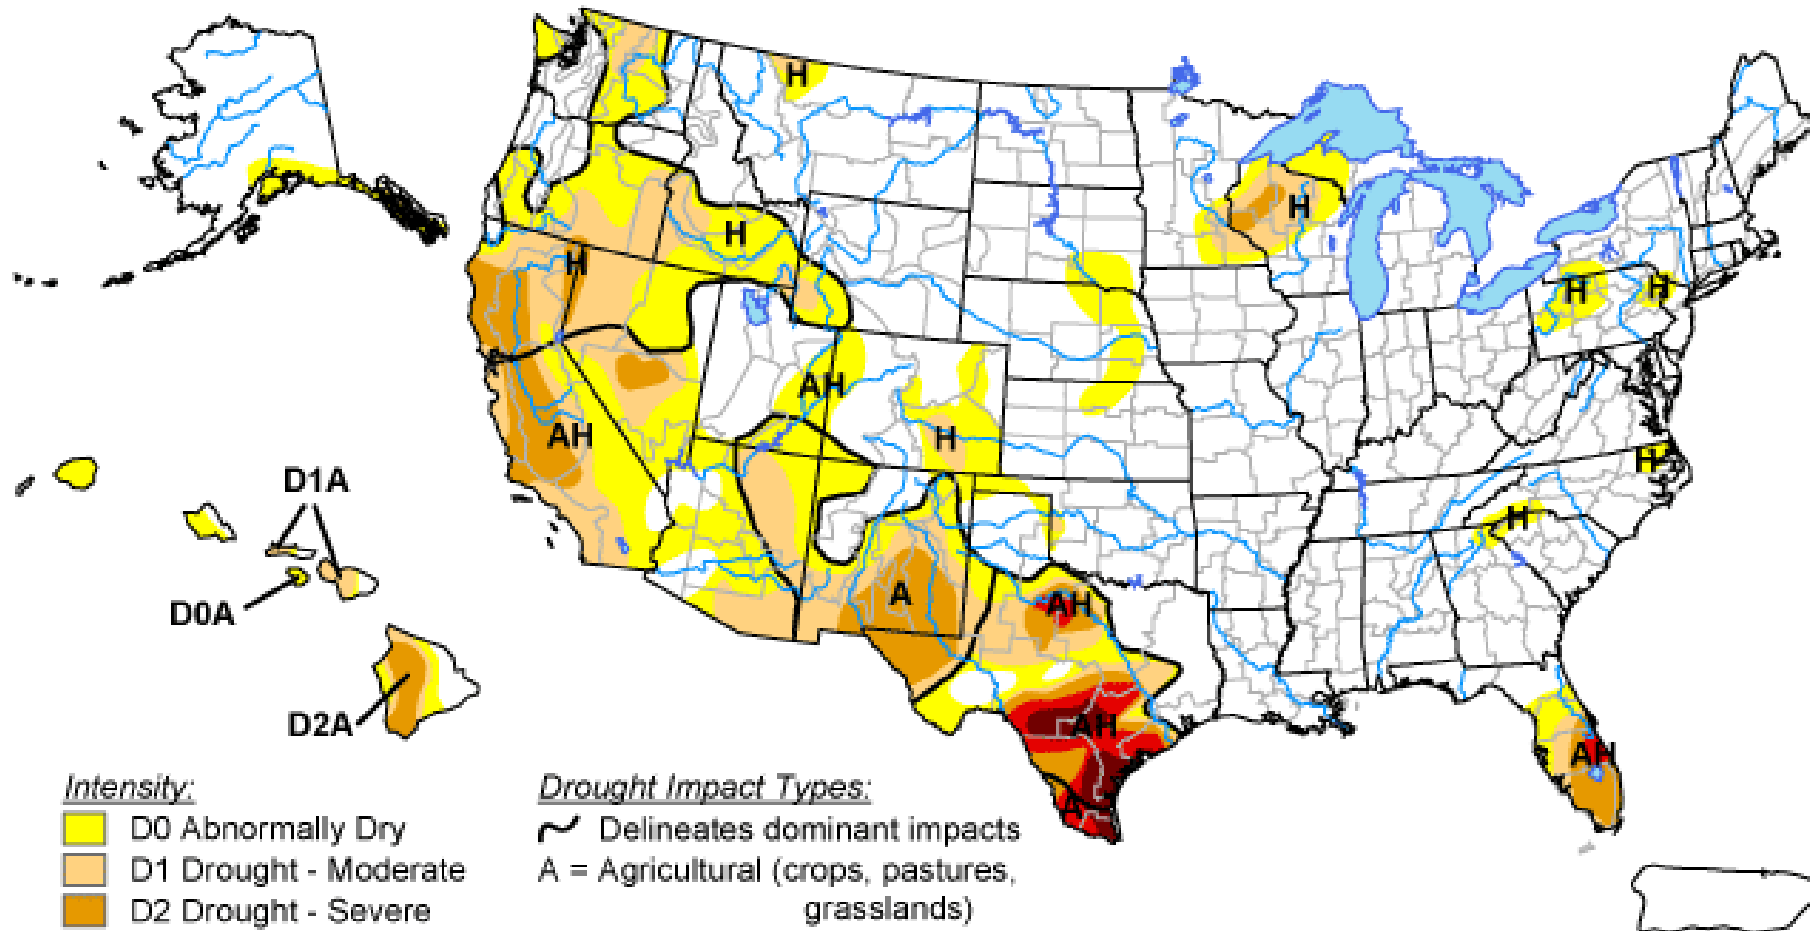 H
H
H
H
H
H
AH
D1A
AH
H
H
H
D0A
A
AH
D2A
AH
AH
A
Intensity:
D0 Abnormally Dry
D1 Drought - Moderate
D2 Drought - Severe
Drought Impact Types:
Delineates dominant impacts
A = Agricultural (crops, pastures,
grasslands)